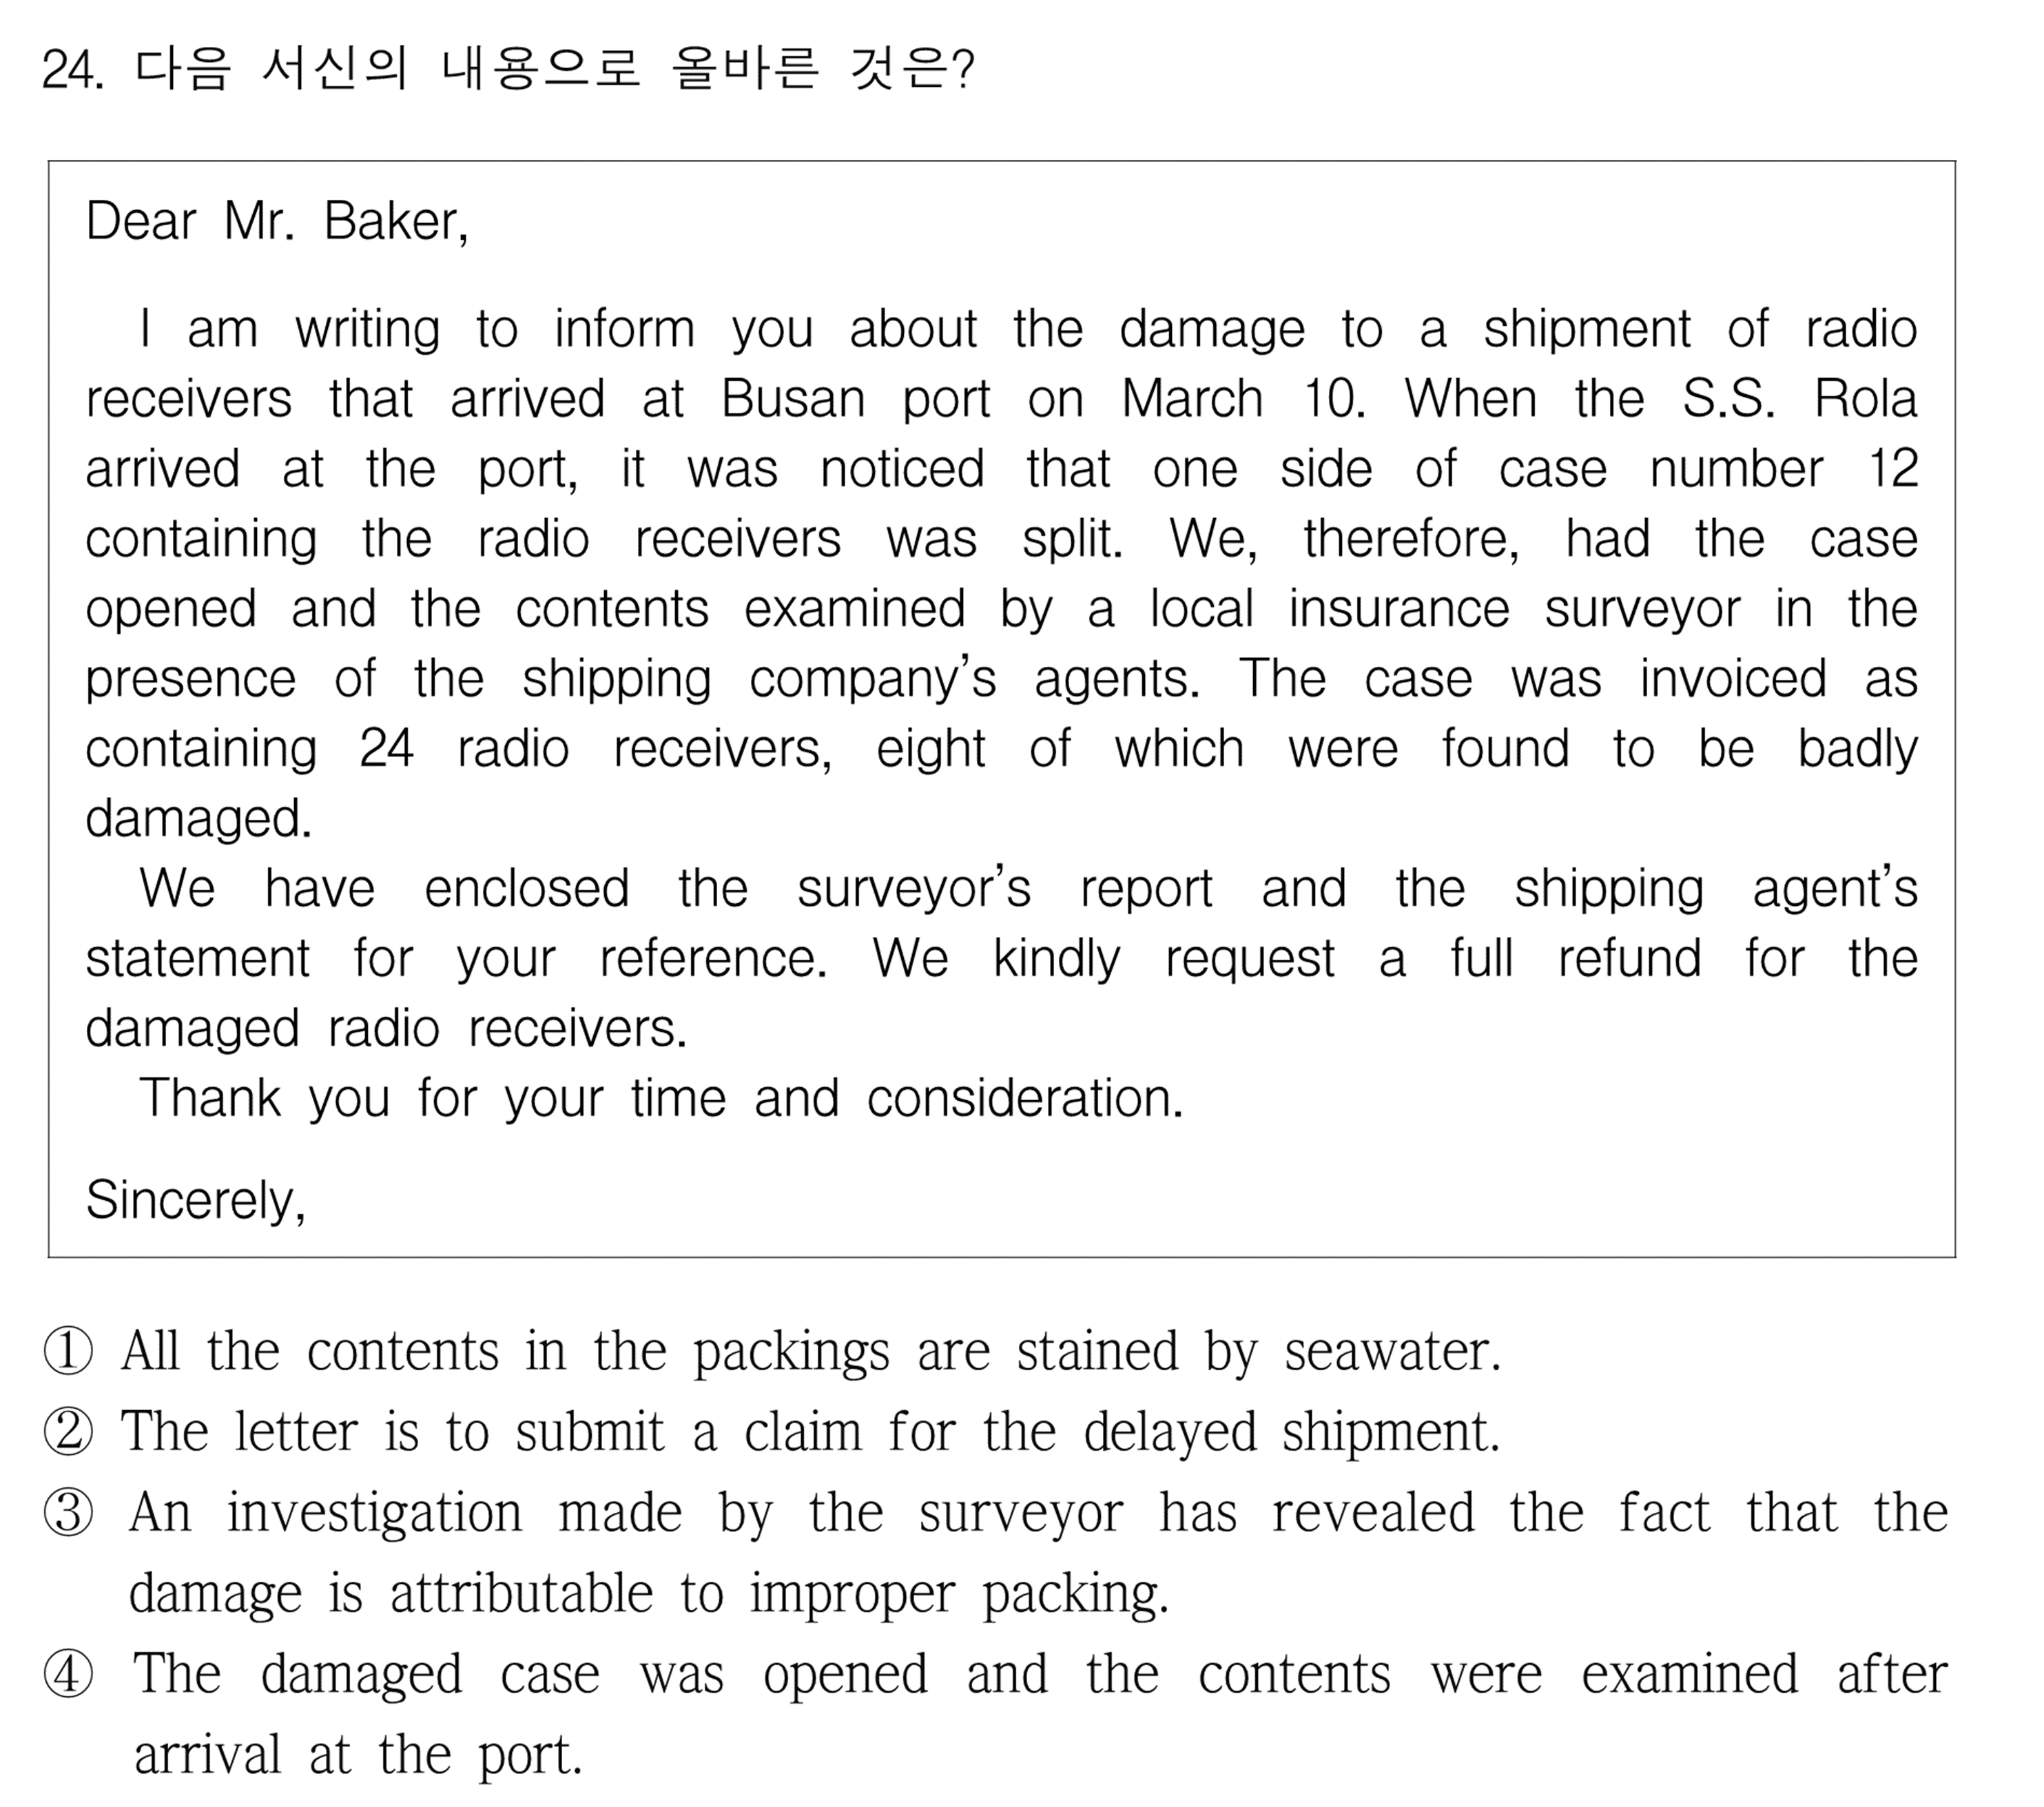 24. 다음 서신의 내용으로 올바른 것은?
Dear Mr. Baker,
I am writing to inform you about the damage to a shipment of radio
receivers that arrived at Busan port on March 10. When the S.S. Rola
arrived at the port, it was noticed that one side of case number 12
containing the radio receivers was split. We, therefore, had the case
opened and the contents examined by a local insurance surveyor in the
presence of the shipping company's agents. The case was invoiced as
containing 24 radio receivers, eight of which were found to be badly
damaged.
We have enclosed the surveyor's report and the shipping agent's
statement for your reference. We kindly request a full refund for the
damaged radio receivers.
Thank you for your time and consideration.
Sincerely,
① All the contents in the packings are stained by seawater.
② The letter is to submit a claim for the delayed shipment.
③ An investigation made by the surveyor has revealed the fact that the
damage is attributable to improper packing.
④ The damaged case was opened and the contents were examined after
arrival at the port.